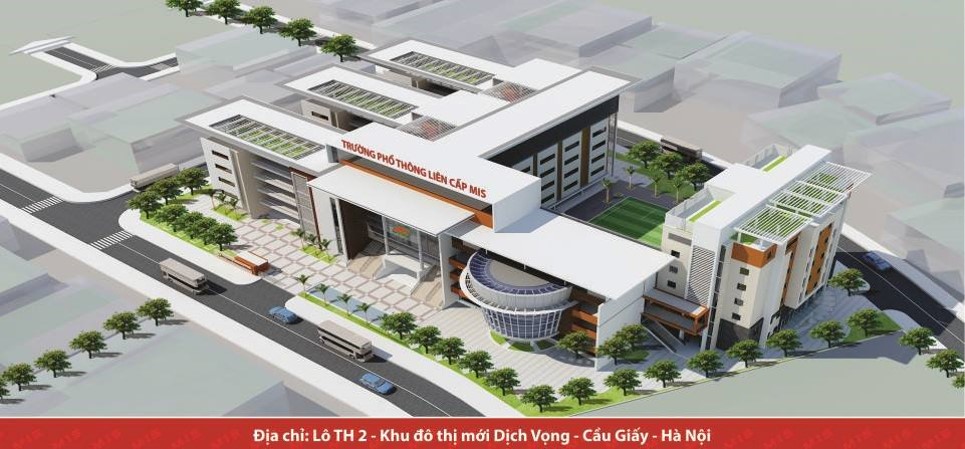 TRƯỜNG PHỔ THÔNG LIÊN CẤP MIS
Địa chỉ: Lô TH 2 - Khu đô thị mới Dịch Vọng - Cầu Giấy - Hà Nội